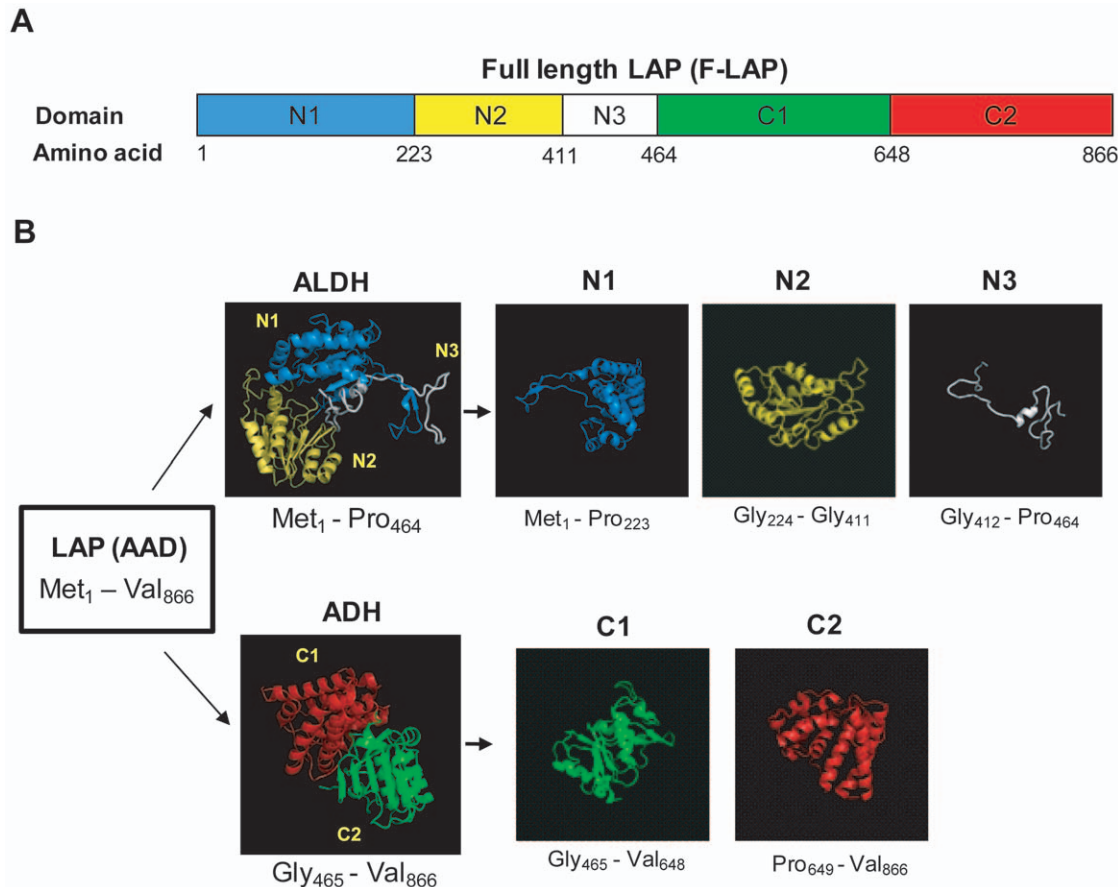 A
Full length LAP (F-LAP)
Domain N1 N2 N3 C1 C2
Amino acid 1 223 411 464 648 866
B
ALDH N1 N2 N3
N1
N3
N2
Met₁ - Pro₄₆₄ Met₁ - Pro₂₂₃ Gly₂₂₄ - Gly₄₁₁ Gly₄₁₂ - Pro₄₆₄
LAP (AAD)
Met₁ – Val₈₆₆
ADH C1 C2
C1
C2
Gly₄₆₅ - Val₈₆₆ Gly₄₆₅ - Val₆₄₈ Pro₆₄₉ - Val₈₆₆